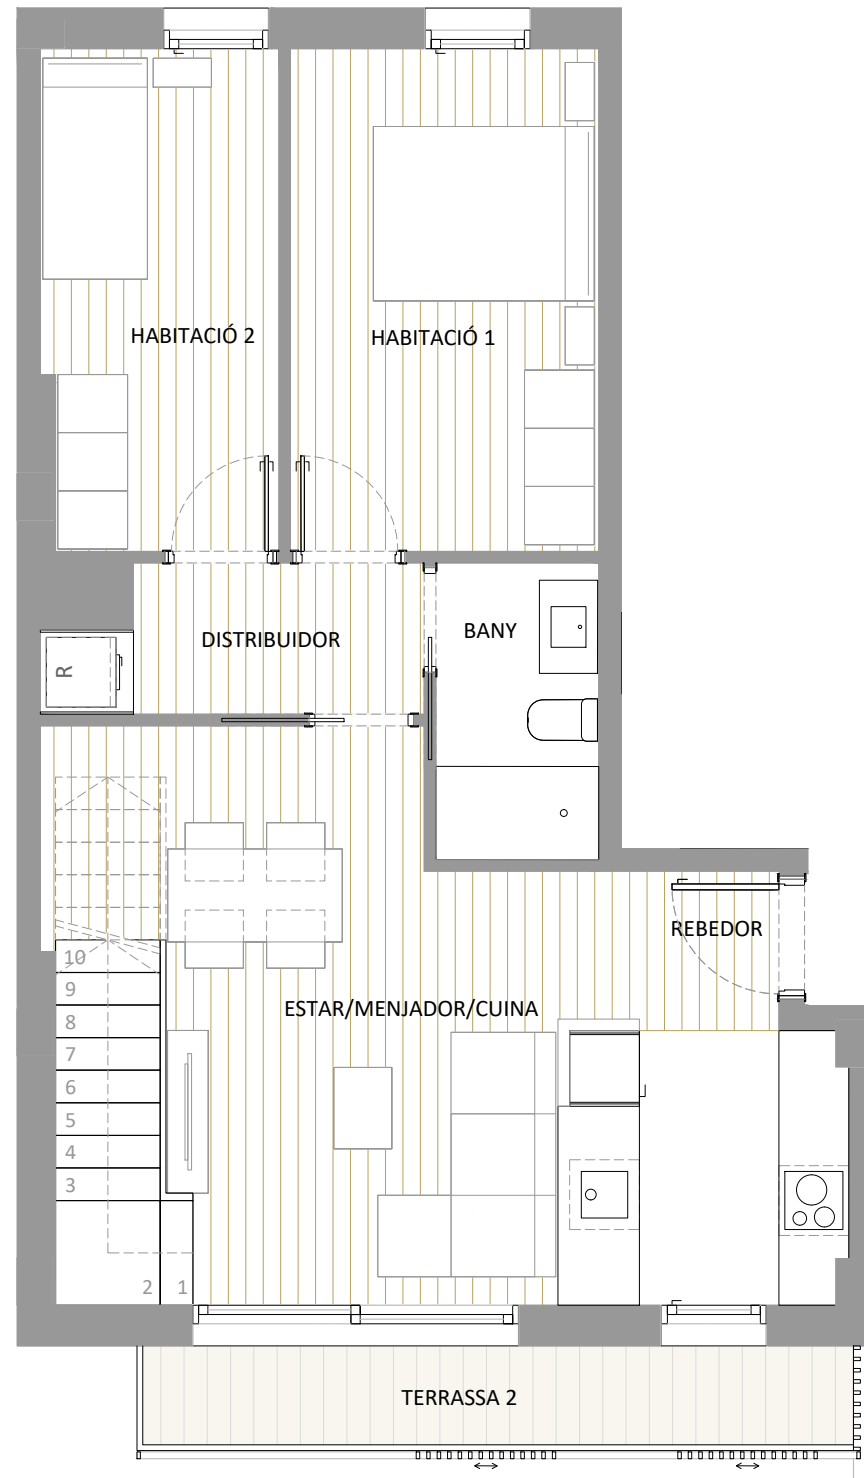 HABITACIÓ 2
HABITACIÓ 1
DISTRIBUIDOR
BANY
R
REBEDOR
ESTAR/MENJADOR/CUINA
10
9
8
7
6
5
4
3
2
1
TERRASSA 2